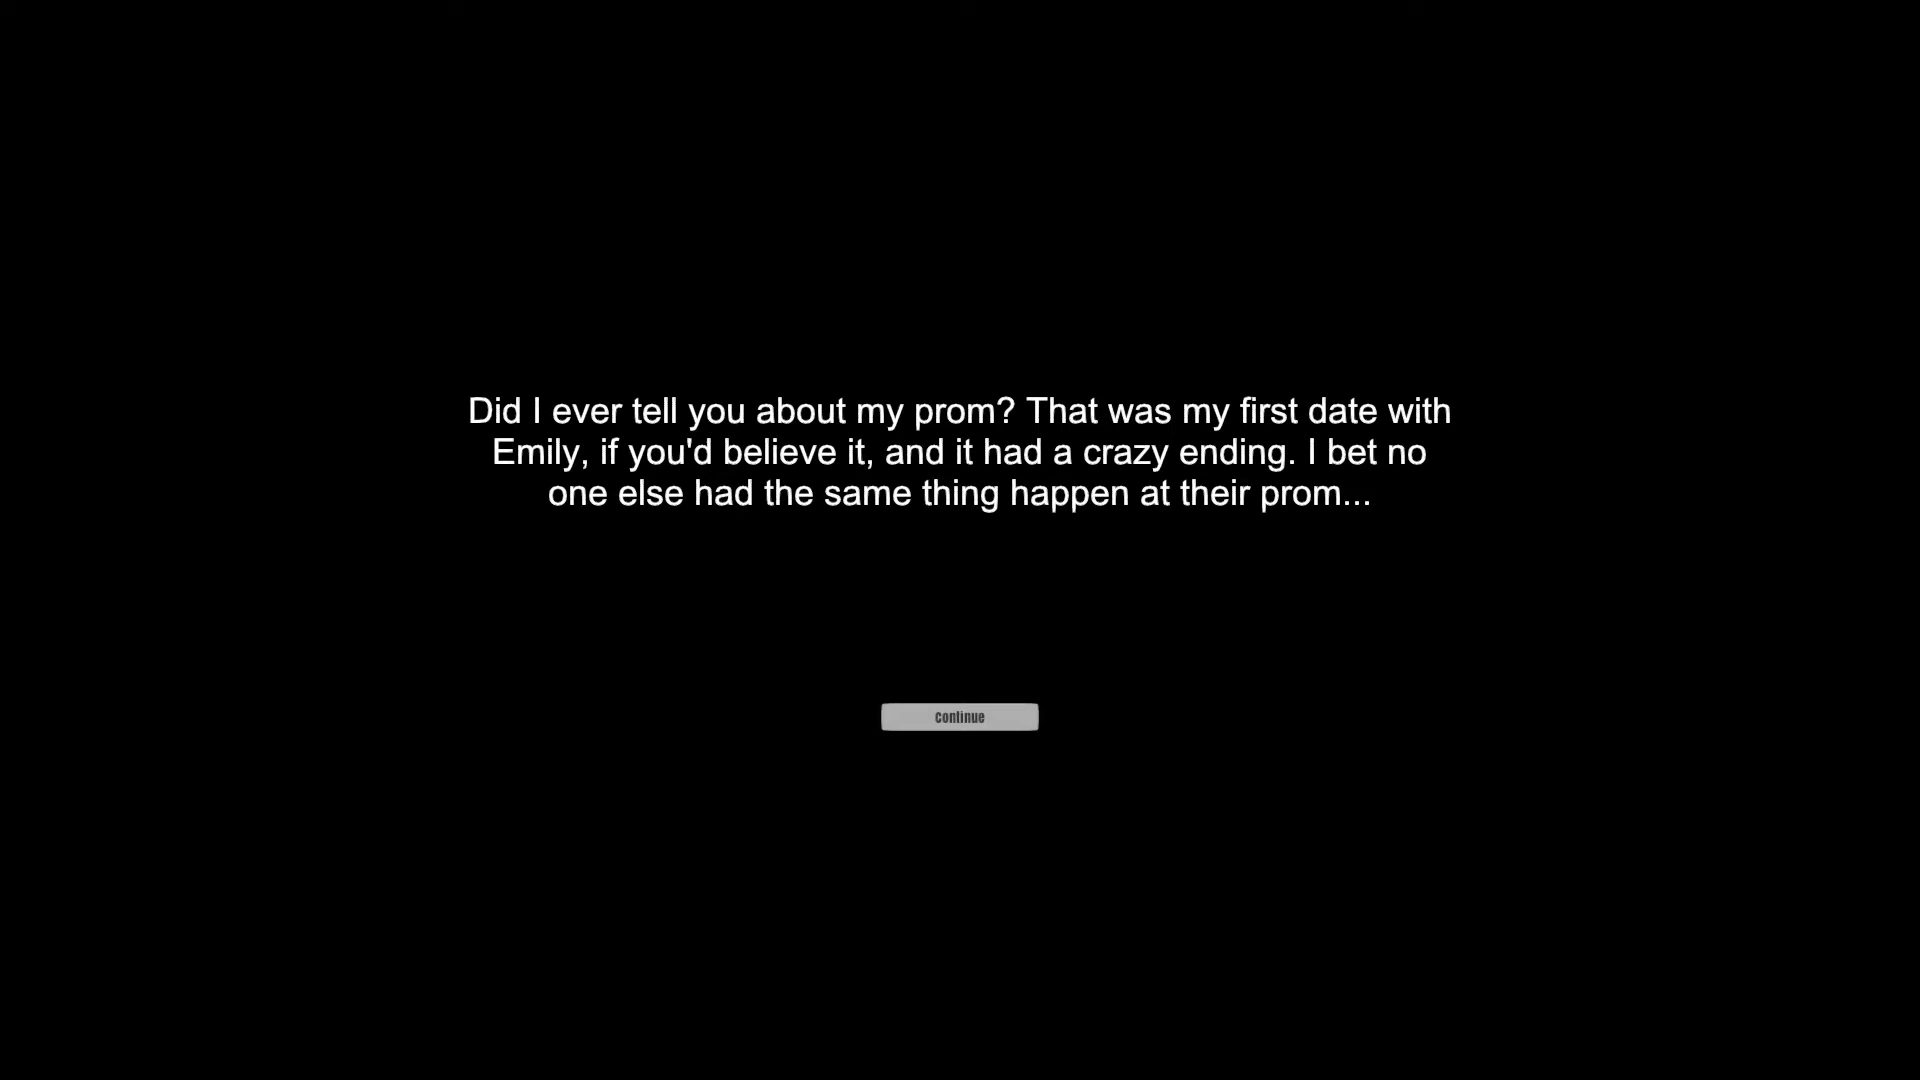 Did I ever tell you about my prom? That was my first date with
Emily, if you'd believe it, and it had a crazy ending. I bet no
one else had the same thing happen at their prom...
Continue